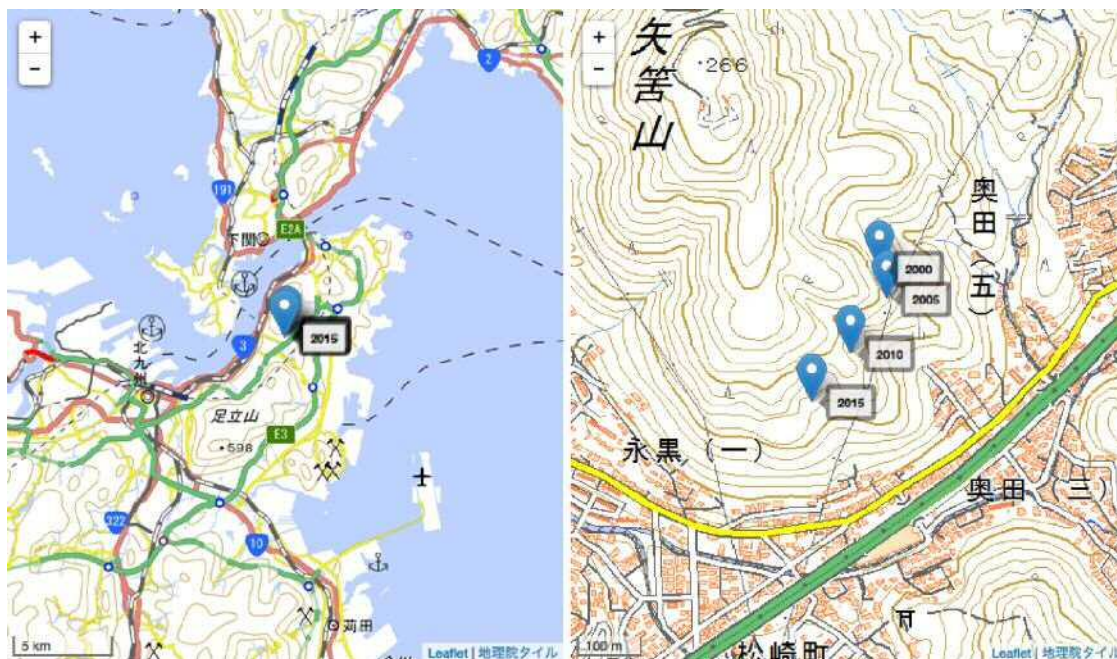 +
−
2
191
下関
E2A
2015
3
北九州
足立山
598
E3
322
10
苅田
5 km
Leaflet | 地理院タイル
+
−
矢筈山
266
奥田(五)
2000
2005
2010
2015
永黒(一)
奥田(三)
松崎町
100 m
Leaflet | 地理院タイル